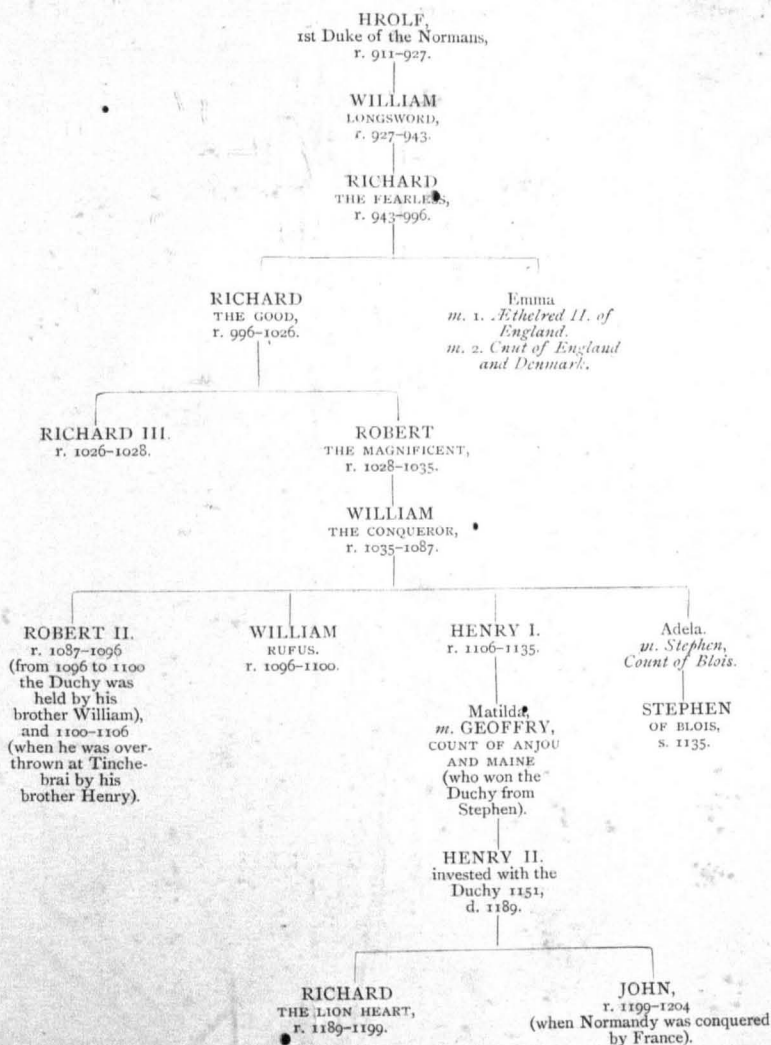 HROLF,
1st Duke of the Normans,
r. 911–927.
WILLIAM
LONGSWORD,
r. 927–943.
RICHARD
THE FEARLESS,
r. 943–996.
RICHARD
THE GOOD,
r. 996–1026.
Emma
m. 1. Æthelred II. of
England.
m. 2. Cnut of England
and Denmark.
RICHARD III.
r. 1026–1028.
ROBERT
THE MAGNIFICENT,
r. 1028–1035.
WILLIAM
THE CONQUEROR,
r. 1035–1087.
ROBERT II.
r. 1087–1096
(from 1096 to 1100
the Duchy was
held by his
brother William),
and 1100–1106
(when he was over-
thrown at Tinche-
brai by his
brother Henry).
WILLIAM
RUFUS.
r. 1096–1100.
HENRY I.
r. 1106–1135.
Adela.
m. Stephen,
Count of Blois.
Matilda,
m. GEOFFRY,
COUNT OF ANJOU
AND MAINE
(who won the
Duchy from
Stephen).
STEPHEN
OF BLOIS,
s. 1135.
HENRY II.
invested with the
Duchy 1151,
d. 1189.
RICHARD
THE LION HEART,
r. 1189–1199.
JOHN,
r. 1199–1204
(when Normandy was conquered
by France).